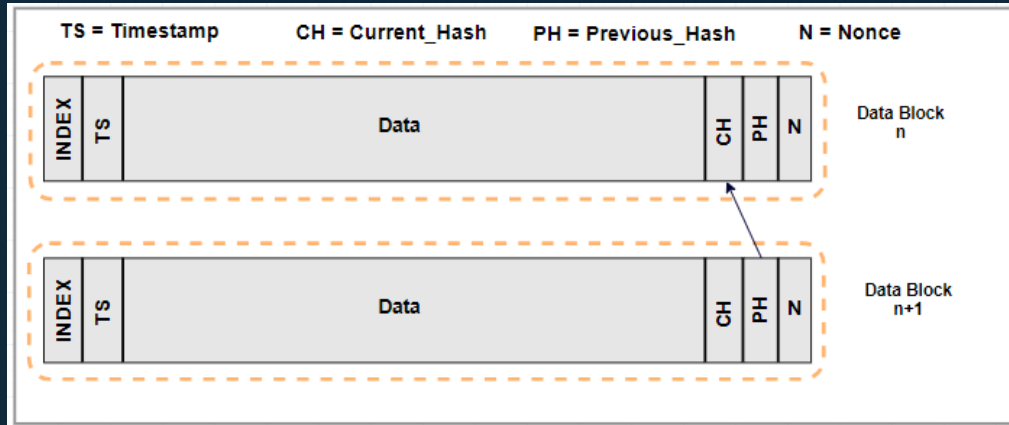 TS = Timestamp CH = Current_Hash PH = Previous_Hash N = Nonce
INDEX TS Data CH PH N
Data Block
n
INDEX TS Data CH PH N
Data Block
n+1